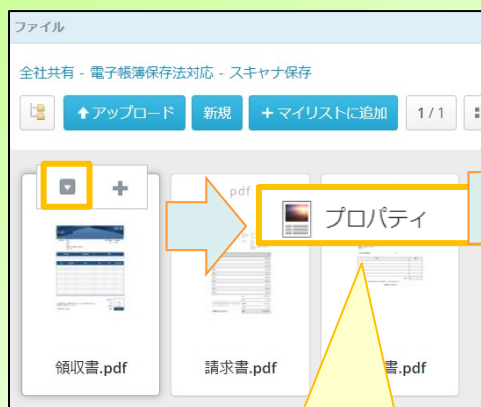 ファイル
全社共有 - 電子帳簿保存法対応 - スキャナ保存
アップロード
新規
+ マイリストに追加
1 / 1
pdf
プロパティ
領収書.pdf
請求書.pdf
書.pdf